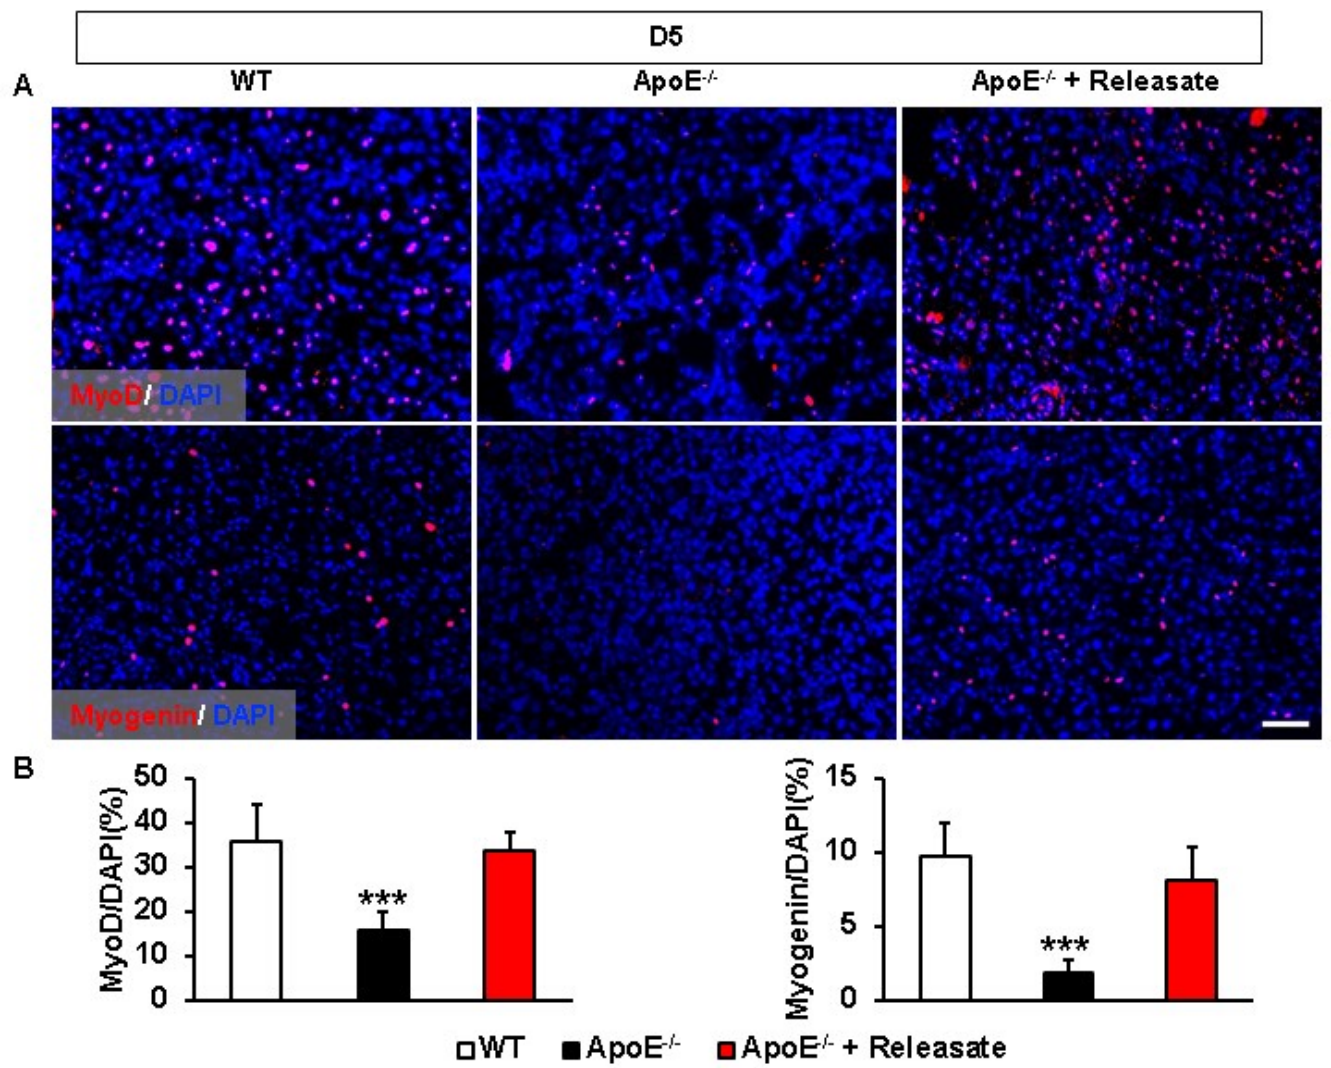 D5
A
WT
ApoE-/-
ApoE-/- + Releasate
MyoD/ DAPI
Myogenin/ DAPI
B
MyoD/DAPI(%)
50
40
30
20
10
0
***
Myogenin/DAPI(%)
15
10
5
0
***
WT
ApoE-/-
ApoE-/- + Releasate